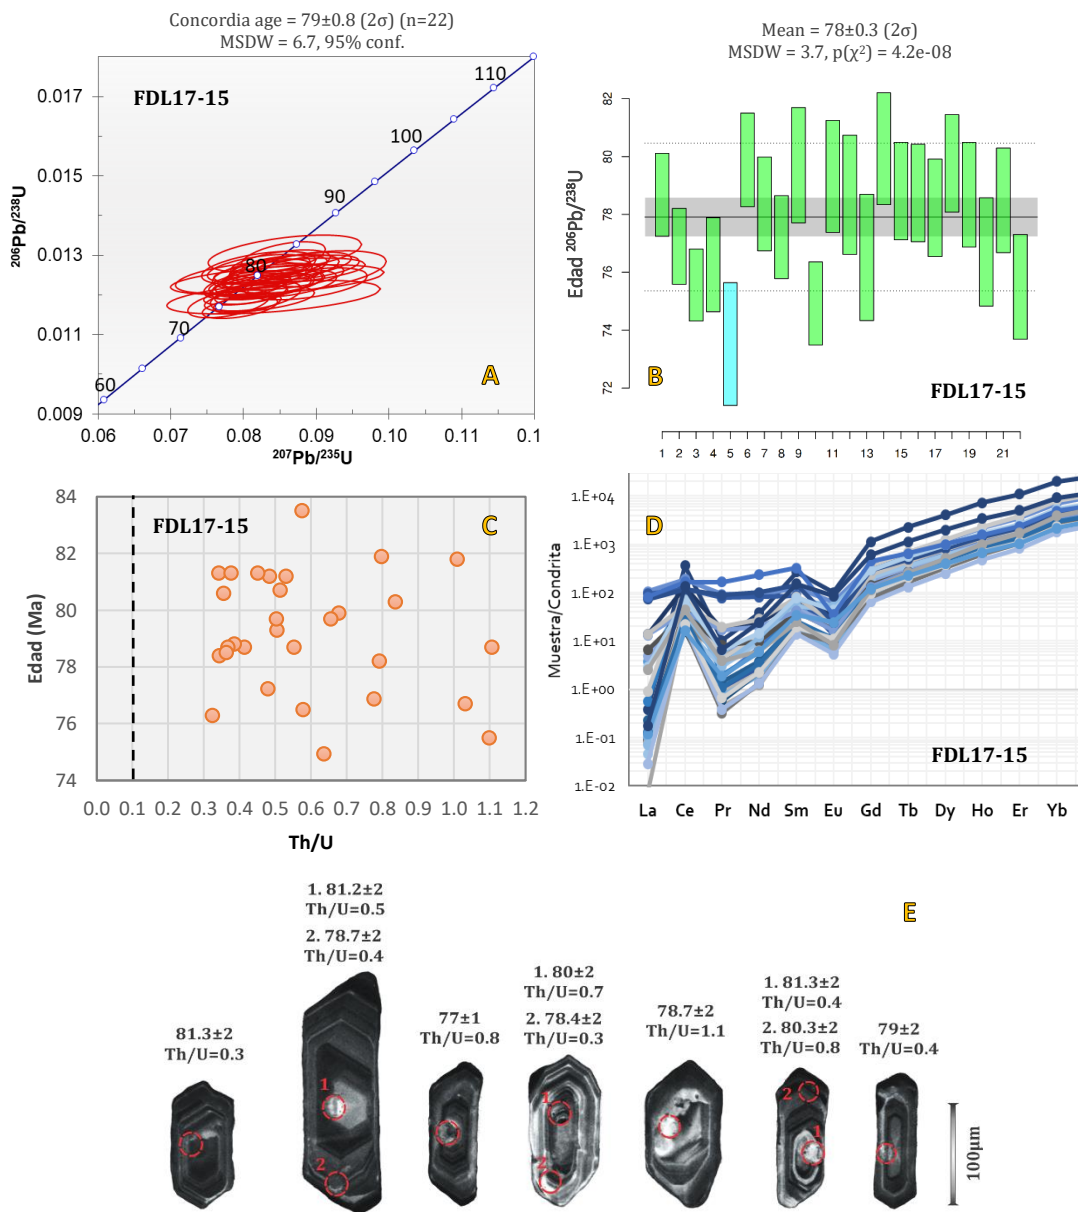 Concordia age = 79±0.8 (2σ) (n=22)
MSDW = 6.7, 95% conf.
FDL17-15
0.017
0.015
0.013
0.011
0.009
²⁰⁶Pb/²³⁸U
60
70
80
90
100
110
0.06
0.07
0.08
0.09
0.10
0.11
0.1
²⁰⁷Pb/²³⁵U
A
Mean = 78±0.3 (2σ)
MSDW = 3.7, p(χ²) = 4.2e-08
82
80
78
76
74
72
Edad ²⁰⁶Pb/²³⁸U
B
FDL17-15
1 2 3 4 5 6 7 8 9 11 13 15 17 19 21
84
82
80
78
76
74
Edad (Ma)
FDL17-15
C
0.0 0.1 0.2 0.3 0.4 0.5 0.6 0.7 0.8 0.9 1.0 1.1 1.2
Th/U
1.E+04
1.E+03
1.E+02
1.E+01
1.E+00
1.E-01
1.E-02
Muestra/Condrita
D
FDL17-15
La Ce Pr Nd Sm Eu Gd Tb Dy Ho Er Yb
E
81.3±2
Th/U=0.3
1. 81.2±2
Th/U=0.5
2. 78.7±2
Th/U=0.4
1
2
77±1
Th/U=0.8
1. 80±2
Th/U=0.7
2. 78.4±2
Th/U=0.3
1
2
78.7±2
Th/U=1.1
1. 81.3±2
Th/U=0.4
2. 80.3±2
Th/U=0.8
2
1
79±2
Th/U=0.4
100μm